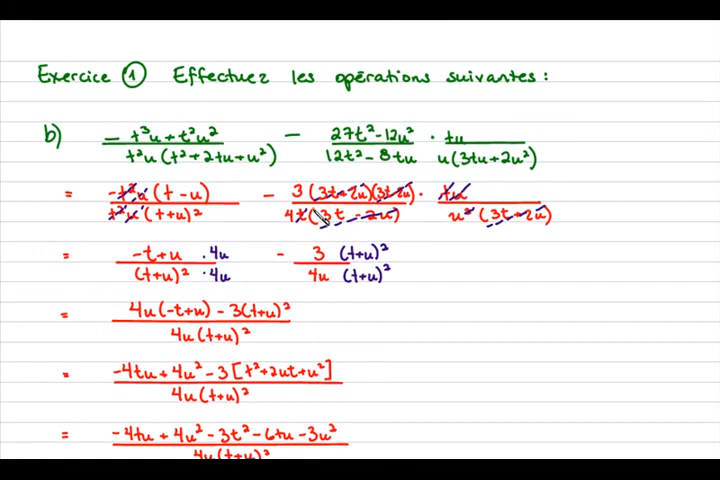 Exercice ① Effectuez les opérations suivantes :
b) (-t³u + t²u²)/(t²u(t² + 2tu + u²)) - (27t² - 12u²)/(12t² - 8tu) · tu/(u(3tu + 2u²))
= (-t²u(t - u))/(t²u(t+u)²) - (3(3t+2u)(3t-2u))/(4t(3t - 2u)) · tu/(u²(3t+2u))
= (-t+u)/(t+u)² ·4u/·4u - 3/4u (t+u)²/(t+u)²
= (4u(-t+u) - 3(t+u)²)/(4u(t+u)²)
= (-4tu + 4u² - 3[t²+2ut+u²])/(4u(t+u)²)
= (-4tu + 4u² - 3t² - 6tu - 3u²)/(4u(t+u)²)